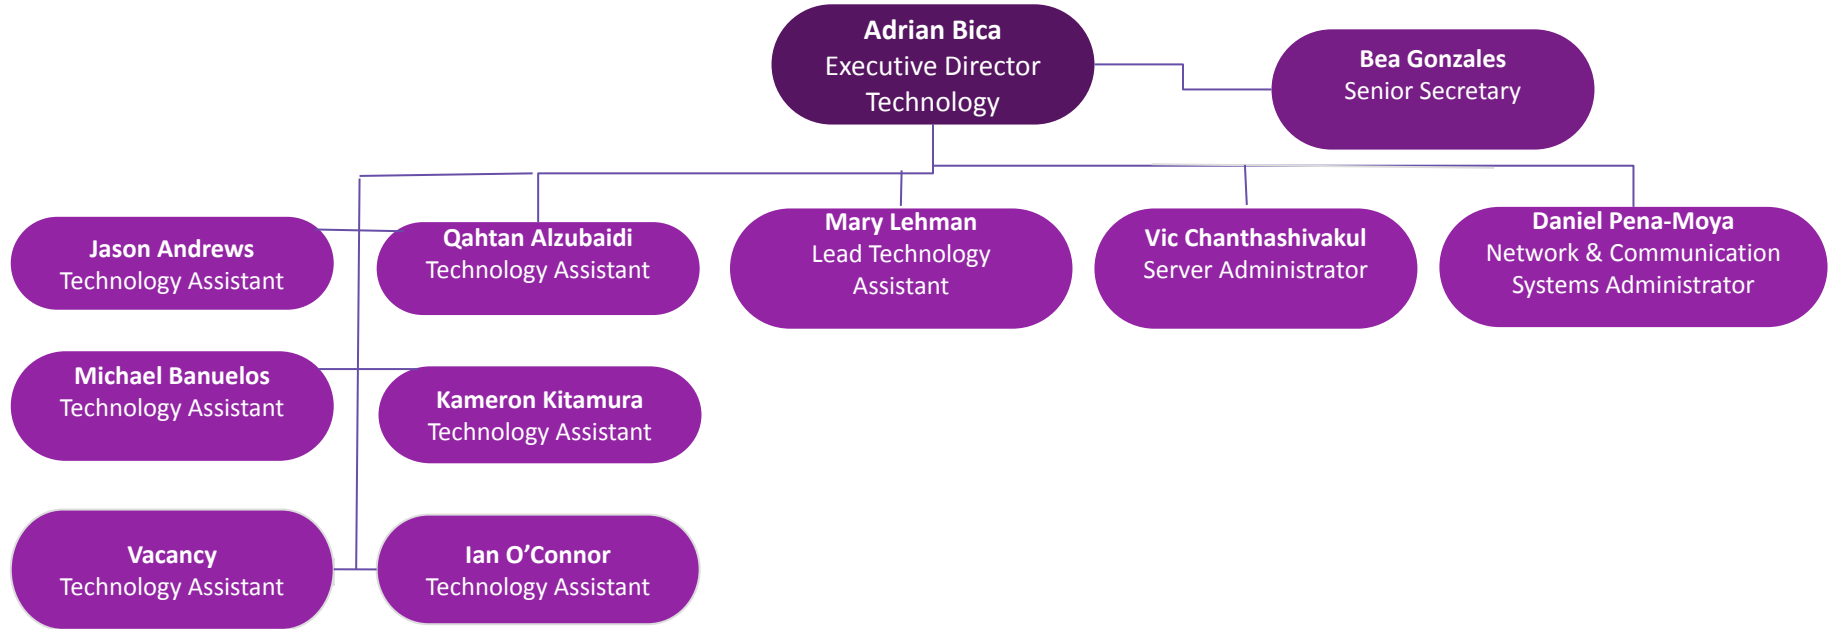 Adrian Bica
Executive Director
Technology
Bea Gonzales
Senior Secretary
Jason Andrews
Technology Assistant
Qahtan Alzubaidi
Technology Assistant
Mary Lehman
Lead Technology
Assistant
Vic Chanthashivakul
Server Administrator
Daniel Pena-Moya
Network & Communication
Systems Administrator
Michael Banuelos
Technology Assistant
Kameron Kitamura
Technology Assistant
Vacancy
Technology Assistant
Ian O’Connor
Technology Assistant